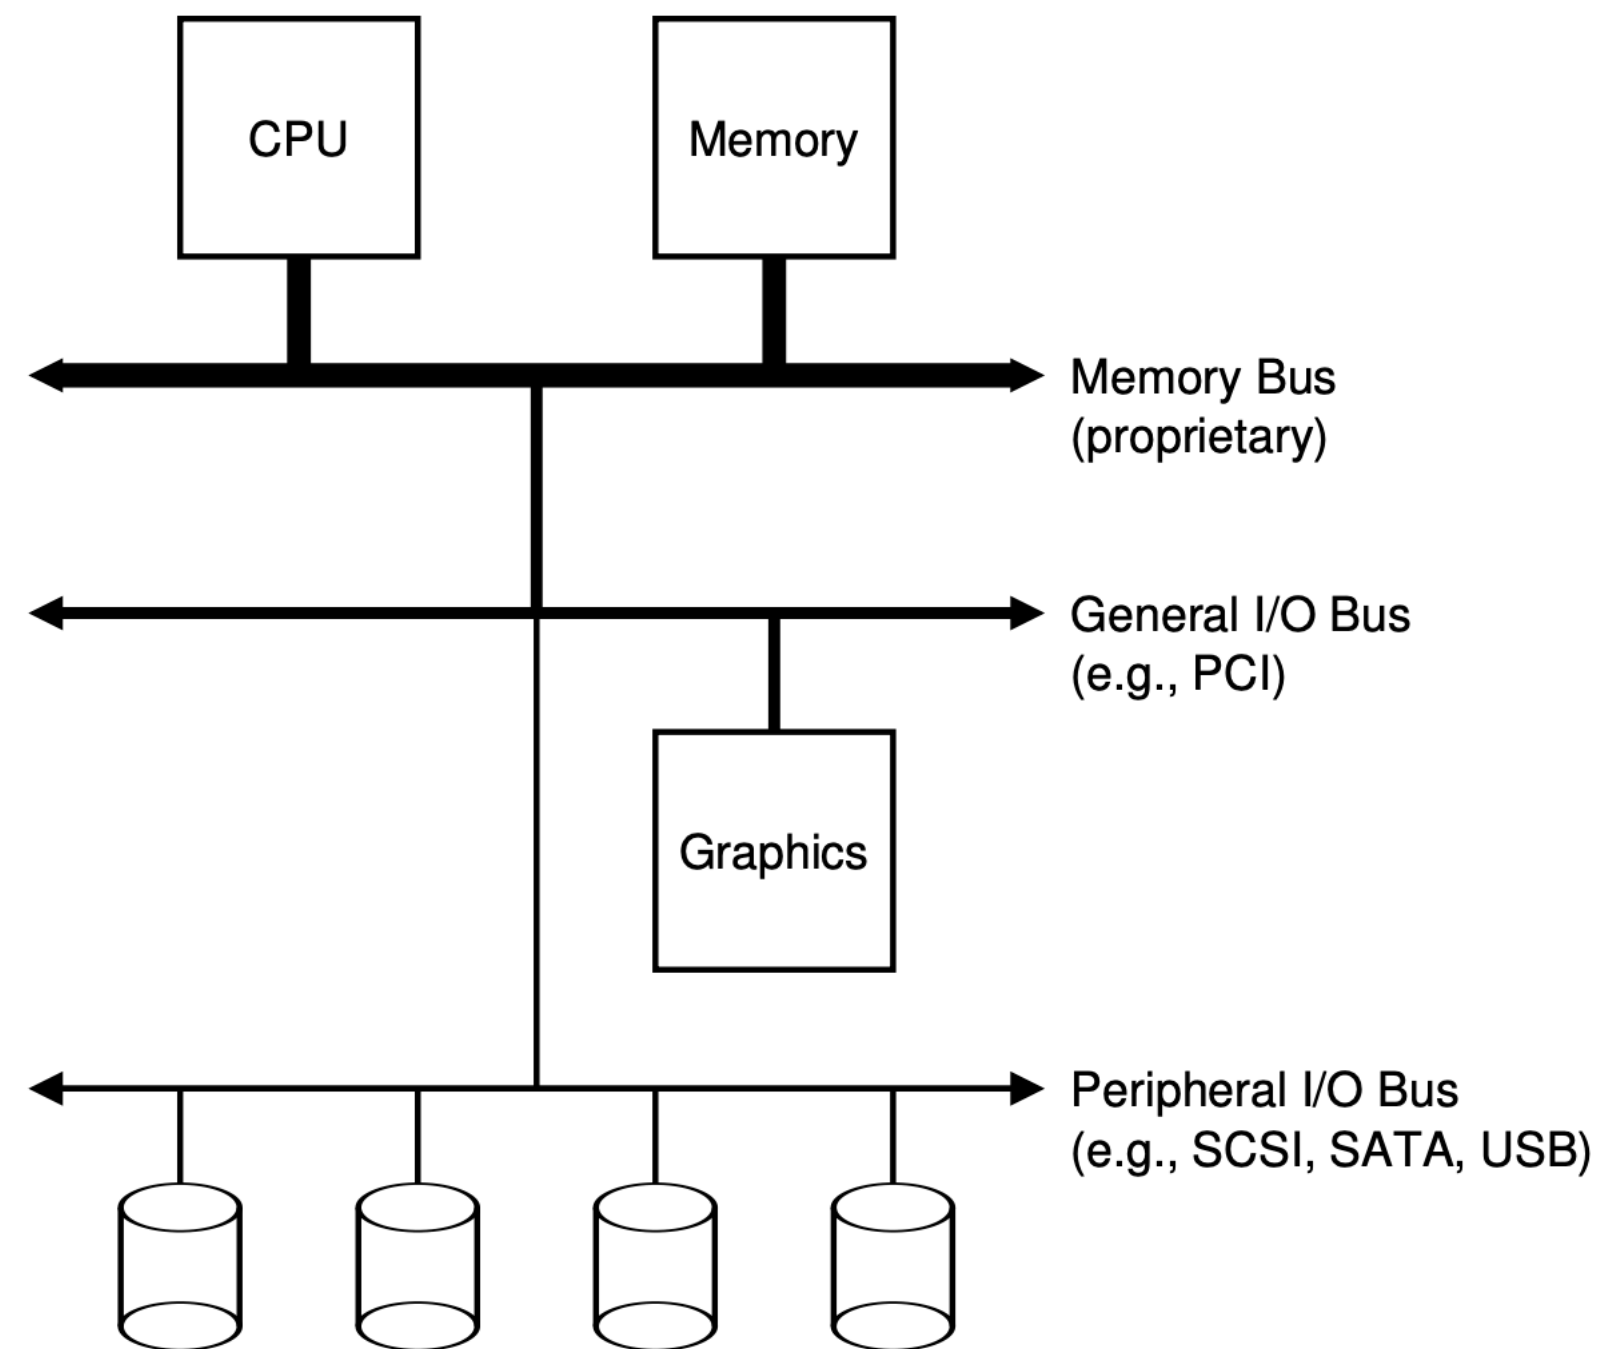 CPU
Memory
Memory Bus
(proprietary)
General I/O Bus
(e.g., PCI)
Graphics
Peripheral I/O Bus
(e.g., SCSI, SATA, USB)